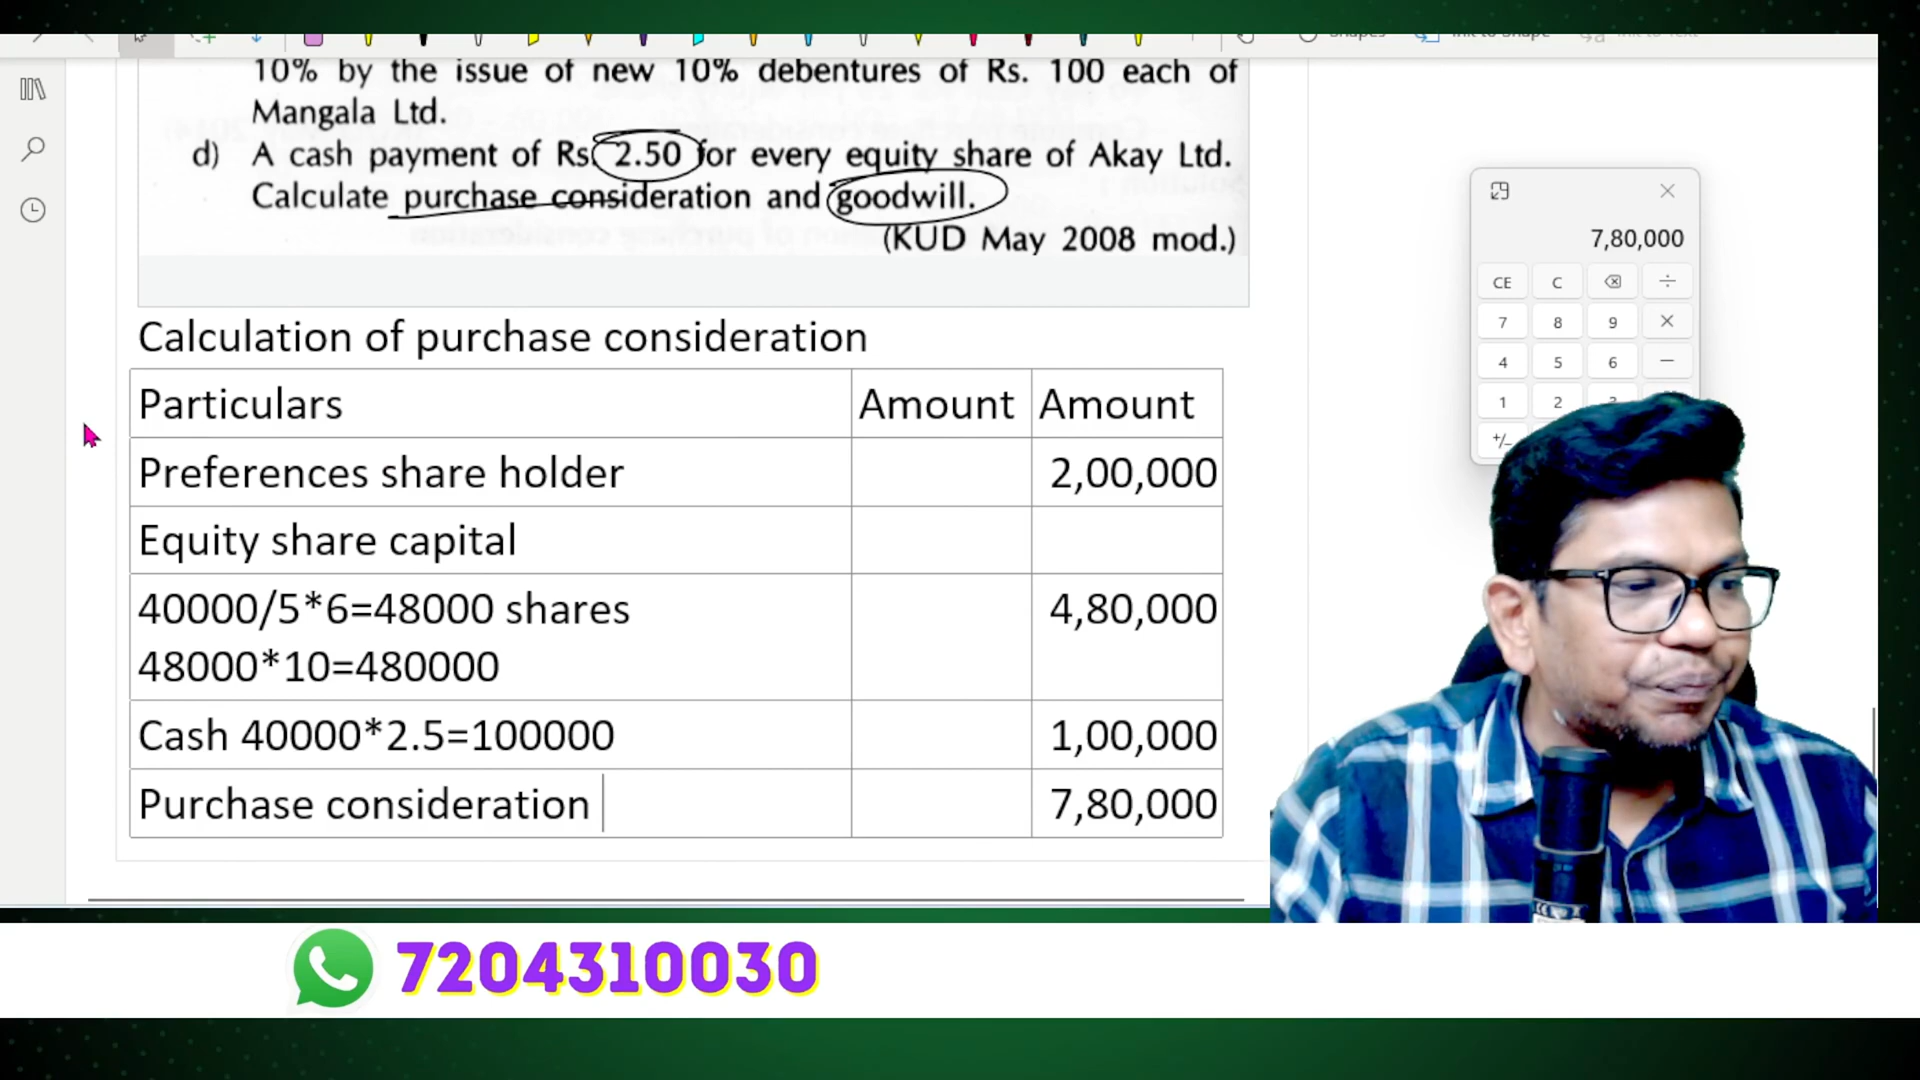 10% by the issue of new 10% debentures of Rs. 100 each of
Mangala Ltd.
d) A cash payment of Rs. 2.50 for every equity share of Akay Ltd.
Calculate purchase consideration and goodwill.
(KUD May 2008 mod.)
Calculation of purchase consideration
Particulars Amount Amount
Preferences share holder 2,00,000
Equity share capital
40000/5*6=48000 shares 4,80,000
48000*10=480000
Cash 40000*2.5=100000 1,00,000
Purchase consideration 7,80,000
7,80,000
CE C ÷
7 8 9 ×
4 5 6 −
1 2
+/−
7204310030